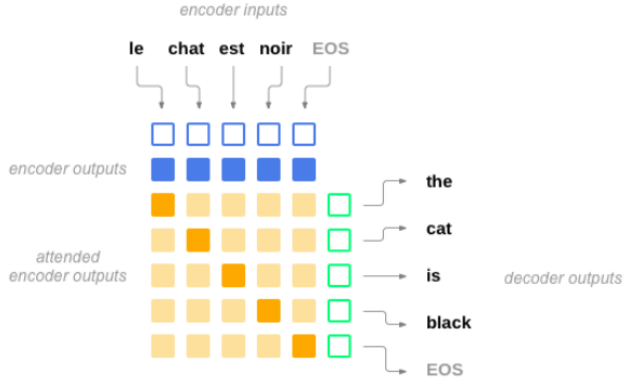 encoder inputs
le chat est noir EOS
encoder outputs
the
cat
attended
encoder outputs
is
decoder outputs
black
EOS